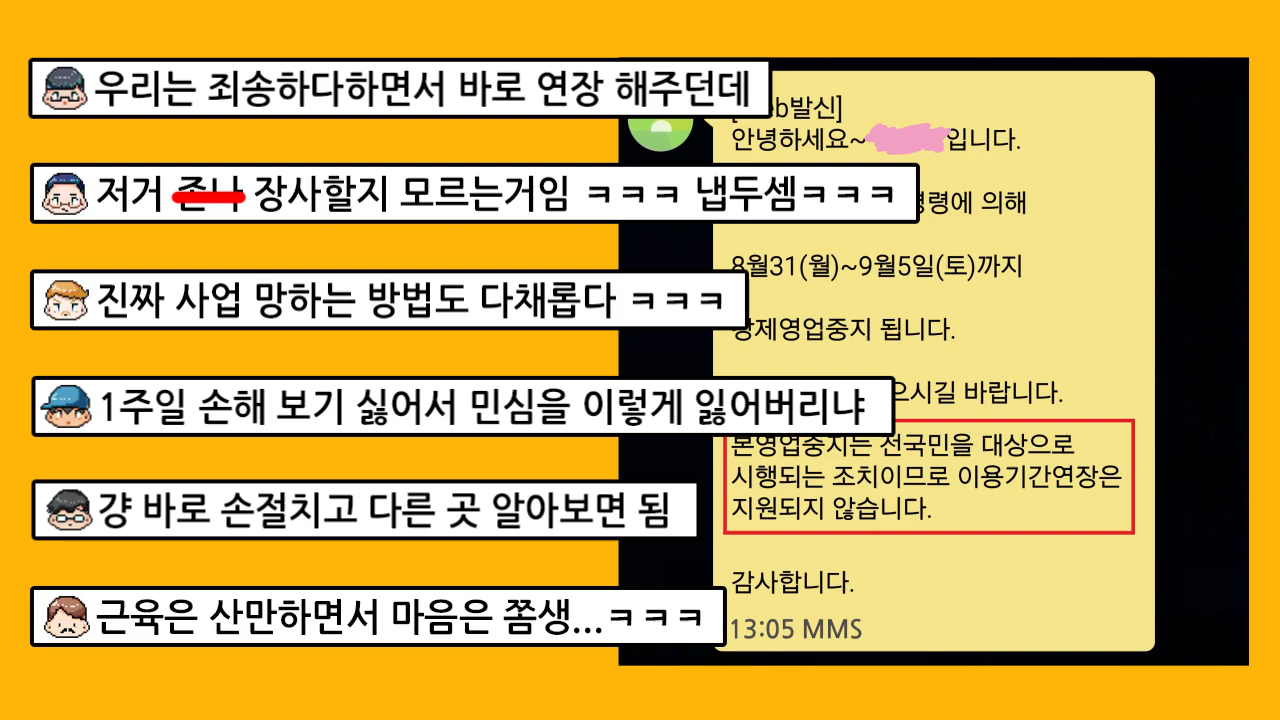 우리는 죄송하다하면서 바로 연장 해주던데
저거 장사할지 모르는거임 ㅋㅋㅋ 냅두셈ㅋㅋㅋ
진짜 사업 망하는 방법도 다채롭다 ㅋㅋㅋ
1주일 손해 보기 싫어서 민심을 이렇게 잃어버리냐
걍 바로 손절치고 다른 곳 알아보면 됨
근육은 산만하면서 마음은 쫌생...ㅋㅋㅋ
발신]
안녕하세요~ 입니다.
의해
8월31(월)~9월5일(토)까지
강제영업중지 됩니다.
바랍니다.
본영업중지는 전국민을 대상으로
시행되는 조치이므로 이용기간연장은
지원되지 않습니다.
감사합니다.
13:05 MMS